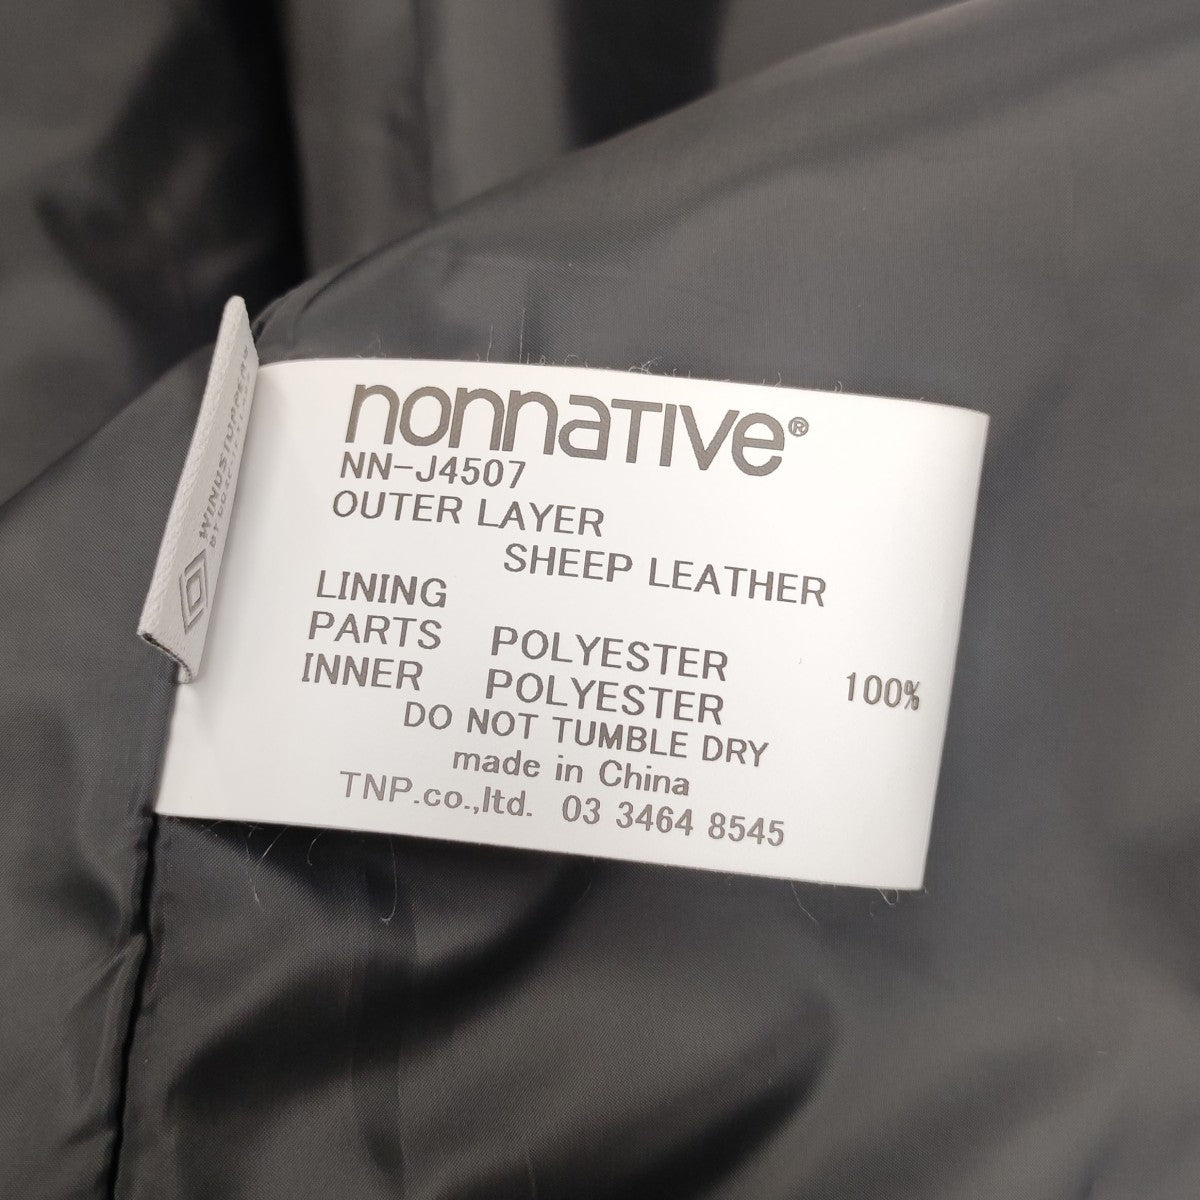 nonnaTIVe®
NN-J4507
OUTER LAYER
SHEEP LEATHER
LINING
PARTS POLYESTER 100%
INNER POLYESTER
DO NOT TUMBLE DRY
made in China
TNP.co.,ltd. 03 3464 8545
WINDSTOPPER®